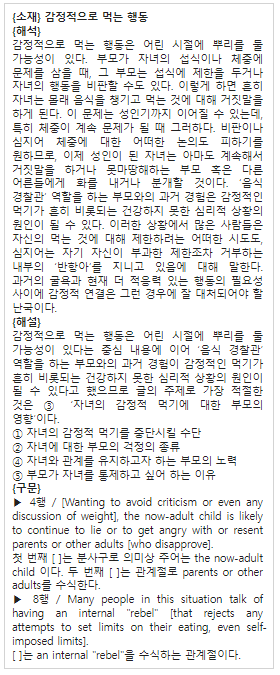 {소재} 감정적으로 먹는 행동
{해석}
감정적으로 먹는 행동은 어린 시절에 뿌리를 둘
가능성이 있다. 부모가 자녀의 섭식이나 체중에
문제를 삼을 때, 그 부모는 섭식에 제한을 두거나
자녀의 행동을 비판할 수도 있다. 이렇게 하면 흔히
자녀는 몰래 음식을 챙기고 먹는 것에 대해 거짓말을
하게 된다. 이 문제는 성인기까지 이어질 수 있는데,
특히 체중이 계속 문제가 될 때 그러하다. 비판이나
심지어 체중에 대한 어떠한 논의도 피하기를
원하므로, 이제 성인이 된 자녀는 아마도 계속해서
거짓말을 하거나 못마땅해하는 부모 혹은 다른
어른들에게 화를 내거나 분개할 것이다. ‘음식
경찰관’ 역할을 하는 부모와의 과거 경험은 감정적인
먹기가 흔히 비롯되는 건강하지 못한 심리적 상황의
원인이 될 수 있다. 이러한 상황에서 많은 사람들은
자신의 먹는 것에 대해 제한하려는 어떠한 시도도,
심지어는 자기 자신이 부과한 제한조차 거부하는
내부의 ‘반항아’를 지니고 있음에 대해 말한다.
과거의 굴욕과 현재 더 적응력 있는 행동의 필요성
사이에 감정적 연결은 그런 경우에 잘 대처되어야 할
난국이다.
{해설}
감정적으로 먹는 행동은 어린 시절에 뿌리를 둘
가능성이 있다는 중심 내용에 이어 ‘음식 경찰관’
역할을 하는 부모와의 과거 경험이 감정적인 먹기가
흔히 비롯되는 건강하지 못한 심리적 상황의 원인이
될 수 있다고 했으므로 글의 주제로 가장 적절한
것은 ③ ‘자녀의 감정적 먹기에 대한 부모의
영향’이다.
① 자녀의 감정적 먹기를 중단시킬 수단
② 자녀에 대한 부모의 걱정의 종류
④ 자녀와 관계를 유지하고자 하는 부모의 노력
⑤ 부모가 자녀를 통제하고 싶어 하는 이유
{구문}
▶ 4행 / [Wanting to avoid criticism or even any
discussion of weight], the now-adult child is likely
to continue to lie or to get angry with or resent
parents or other adults [who disapprove].
첫 번째 [ ]는 분사구로 의미상 주어는 the now-adult
child 이다. 두 번째 [ ]는 관계절로 parents or other
adults를 수식한다.
▶ 8행 / Many people in this situation talk of
having an internal "rebel" [that rejects any
attempts to set limits on their eating, even self-
imposed limits].
[ ]는 an internal "rebel"을 수식하는 관계절이다.